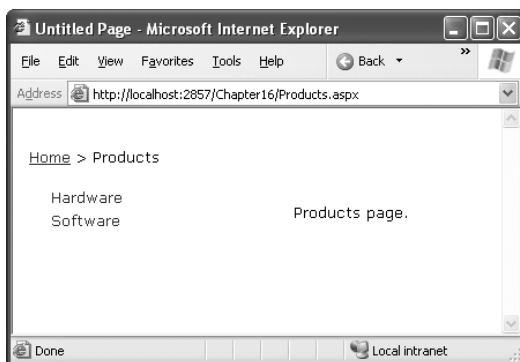 Untitled Page - Microsoft Internet Explorer
File Edit View Favorites Tools Help Back »
Address http://localhost:2857/Chapter16/Products.aspx
Home > Products
Hardware
Software
Products page.
Done Local intranet